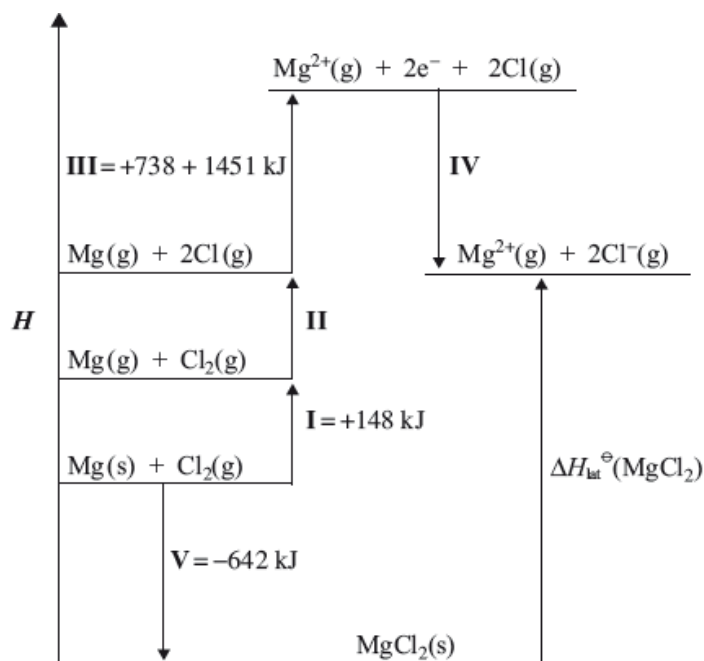 Mg²⁺(g) + 2e⁻ + 2Cl(g)
III = +738 + 1451 kJ
IV
Mg(g) + 2Cl(g)
Mg²⁺(g) + 2Cl⁻(g)
H
II
Mg(g) + Cl₂(g)
I = +148 kJ
Mg(s) + Cl₂(g)
ΔHlat⊖(MgCl₂)
V = −642 kJ
MgCl₂(s)